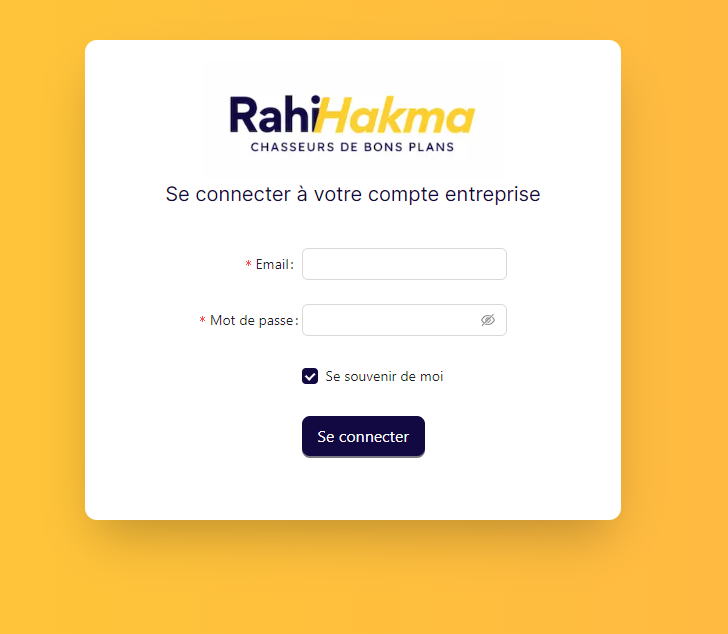 RahiHakma
CHASSEURS DE BONS PLANS
Se connecter à votre compte entreprise
* Email:
* Mot de passe:
Se souvenir de moi
Se connecter